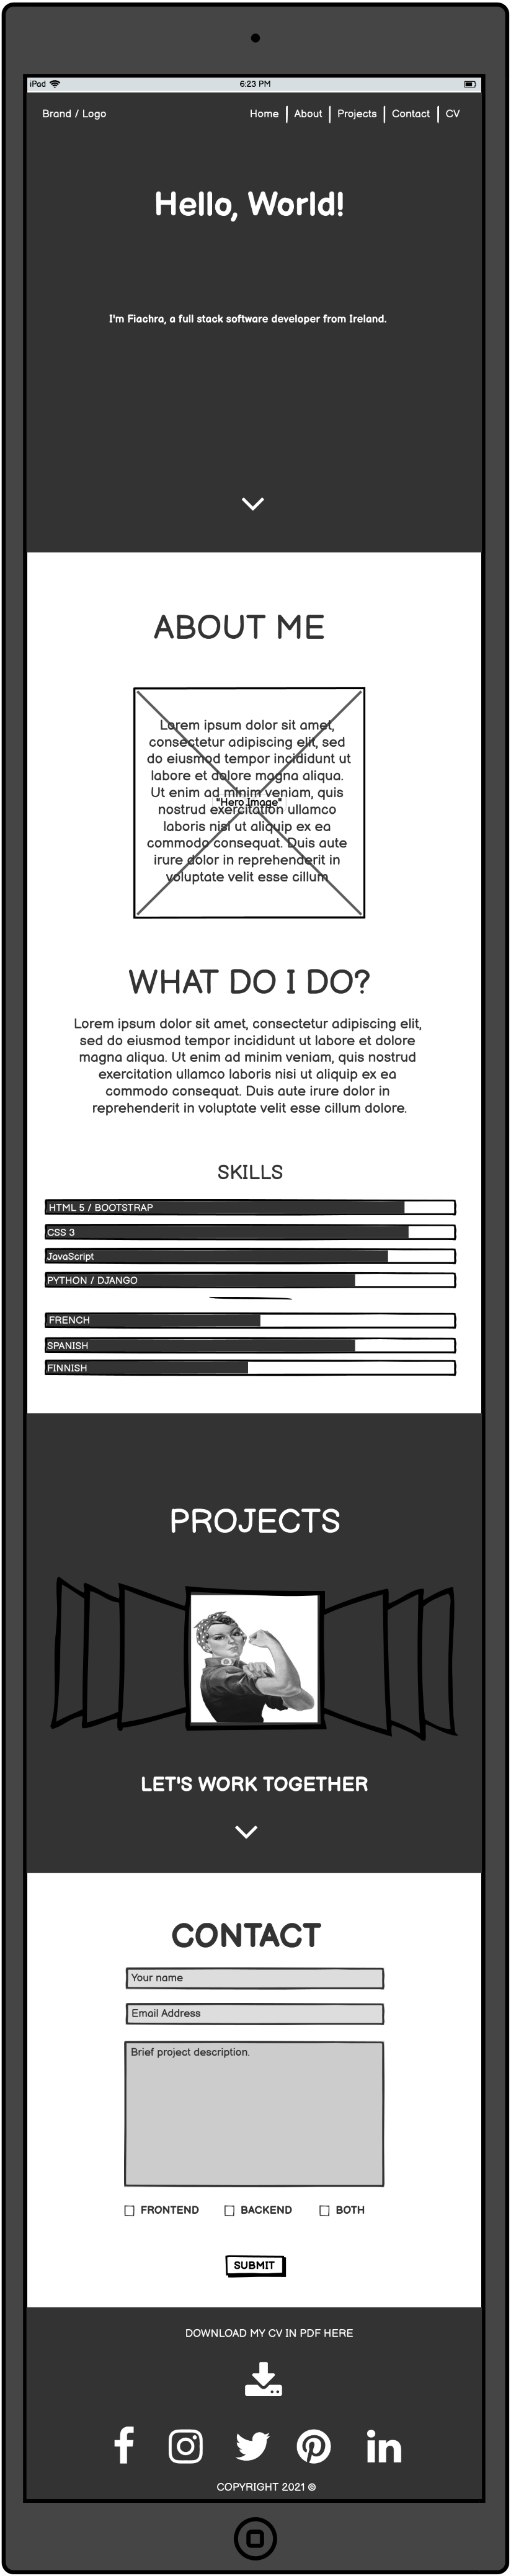 iPad
6:23 PM
Brand / Logo
Home
About
Projects
Contact
CV
Hello, World!
I'm Fiachra, a full stack software developer from Ireland.
ABOUT ME
Lorem ipsum dolor sit amet,
consectetur adipiscing elit, sed
do eiusmod tempor incididunt ut
labore et dolore magna aliqua.
Ut enim ad minim veniam, quis
"Hero Image"
nostrud exercitation ullamco
laboris nisi ut aliquip ex ea
commodo consequat. Duis aute
irure dolor in reprehenderit in
voluptate velit esse cillum
WHAT DO I DO?
Lorem ipsum dolor sit amet, consectetur adipiscing elit,
sed do eiusmod tempor incididunt ut labore et dolore
magna aliqua. Ut enim ad minim veniam, quis nostrud
exercitation ullamco laboris nisi ut aliquip ex ea
commodo consequat. Duis aute irure dolor in
reprehenderit in voluptate velit esse cillum dolore.
SKILLS
HTML 5 / BOOTSTRAP
CSS 3
JavaScript
PYTHON / DJANGO
FRENCH
SPANISH
FINNISH
PROJECTS
LET'S WORK TOGETHER
CONTACT
Your name
Email Address
Brief project description.
FRONTEND
BACKEND
BOTH
SUBMIT
DOWNLOAD MY CV IN PDF HERE
COPYRIGHT 2021 ©